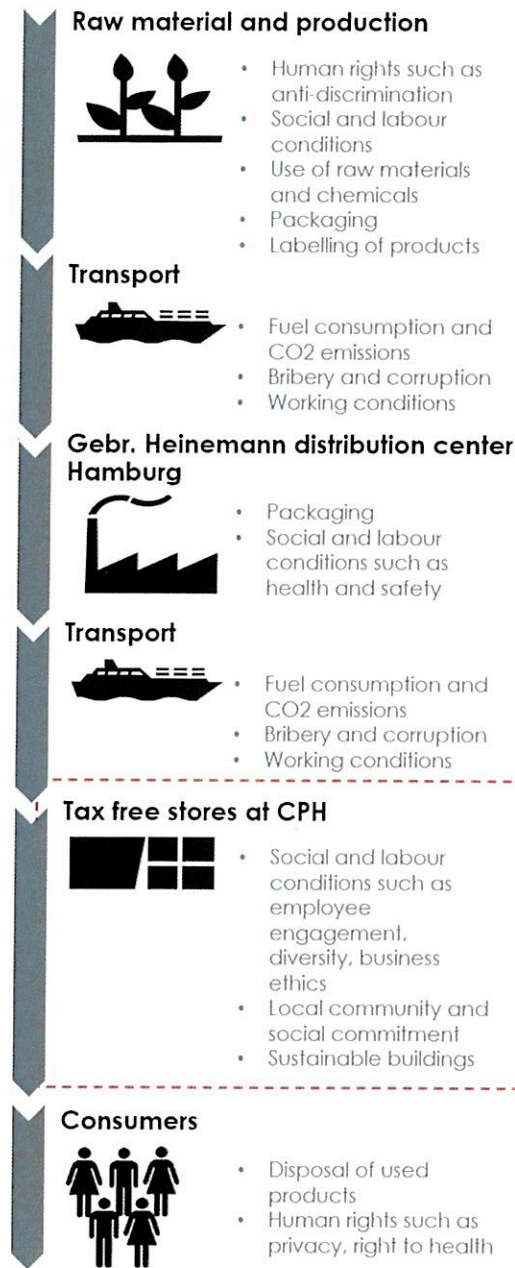 Raw material and production
• Human rights such as
anti-discrimination
• Social and labour
conditions
• Use of raw materials
and chemicals
• Packaging
• Labelling of products
Transport
• Fuel consumption and
CO2 emissions
• Bribery and corruption
• Working conditions
Gebr. Heinemann distribution center
Hamburg
• Packaging
• Social and labour
conditions such as
health and safety
Transport
• Fuel consumption and
CO2 emissions
• Bribery and corruption
• Working conditions
Tax free stores at CPH
• Social and labour
conditions such as
employee
engagement,
diversity, business
ethics
• Local community and
social commitment
• Sustainable buildings
Consumers
• Disposal of used
products
• Human rights such as
privacy, right to health